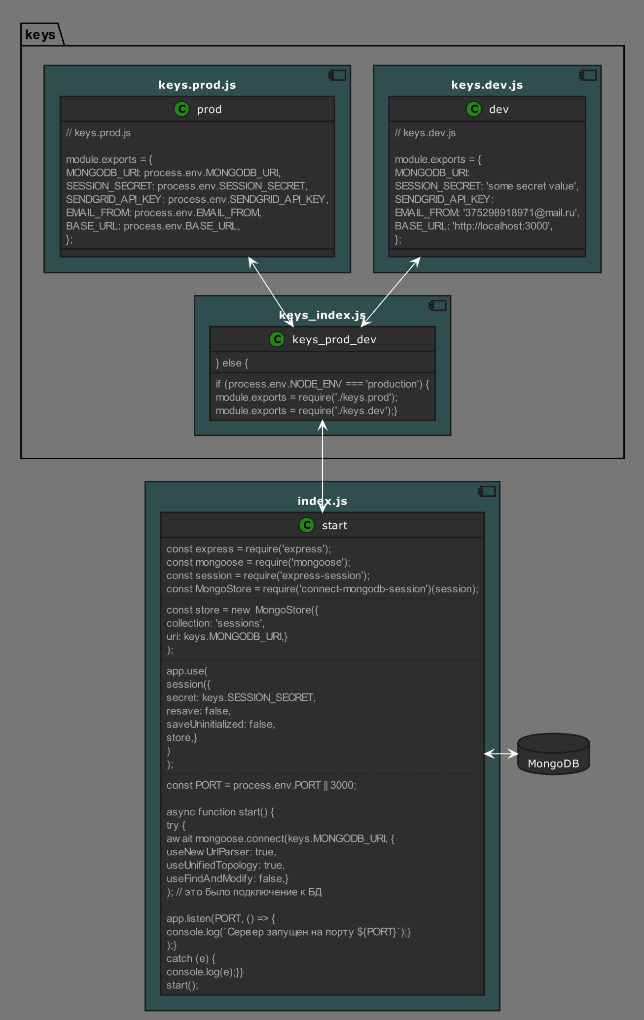 keys
keys.prod.js
C prod
// keys.prod.js
module.exports = {
MONGODB_URI: process.env.MONGODB_URI,
SESSION_SECRET: process.env.SESSION_SECRET,
SENDGRID_API_KEY: process.env.SENDGRID_API_KEY,
EMAIL_FROM: process.env.EMAIL_FROM,
BASE_URL: process.env.BASE_URL,
};
keys.dev.js
C dev
// keys.dev.js
module.exports = {
MONGODB_URI:
SESSION_SECRET: 'some secret value',
SENDGRID_API_KEY:
EMAIL_FROM: '375298918971@mail.ru',
BASE_URL: 'http://localhost:3000',
};
keys_index.js
C keys_prod_dev
} else {
if (process.env.NODE_ENV === 'production') {
module.exports = require('./keys.prod');
module.exports = require('./keys.dev');}
index.js
C start
const express = require('express');
const mongoose = require('mongoose');
const session = require('express-session');
const MongoStore = require('connect-mongodb-session')(session);
const store = new MongoStore({
collection: 'sessions',
uri: keys.MONGODB_URI,}
);
app.use(
session({
secret: keys.SESSION_SECRET,
resave: false,
saveUninitialized: false,
store,}
)
);
const PORT = process.env.PORT || 3000;
async function start() {
try {
await mongoose.connect(keys.MONGODB_URI, {
useNewUrlParser: true,
useUnifiedTopology: true,
useFindAndModify: false,}
); // это было подключение к БД
app.listen(PORT, () => {
console.log(`Сервер запущен на порту ${PORT}`);}
);}
catch (e) {
console.log(e);}}
start();
MongoDB